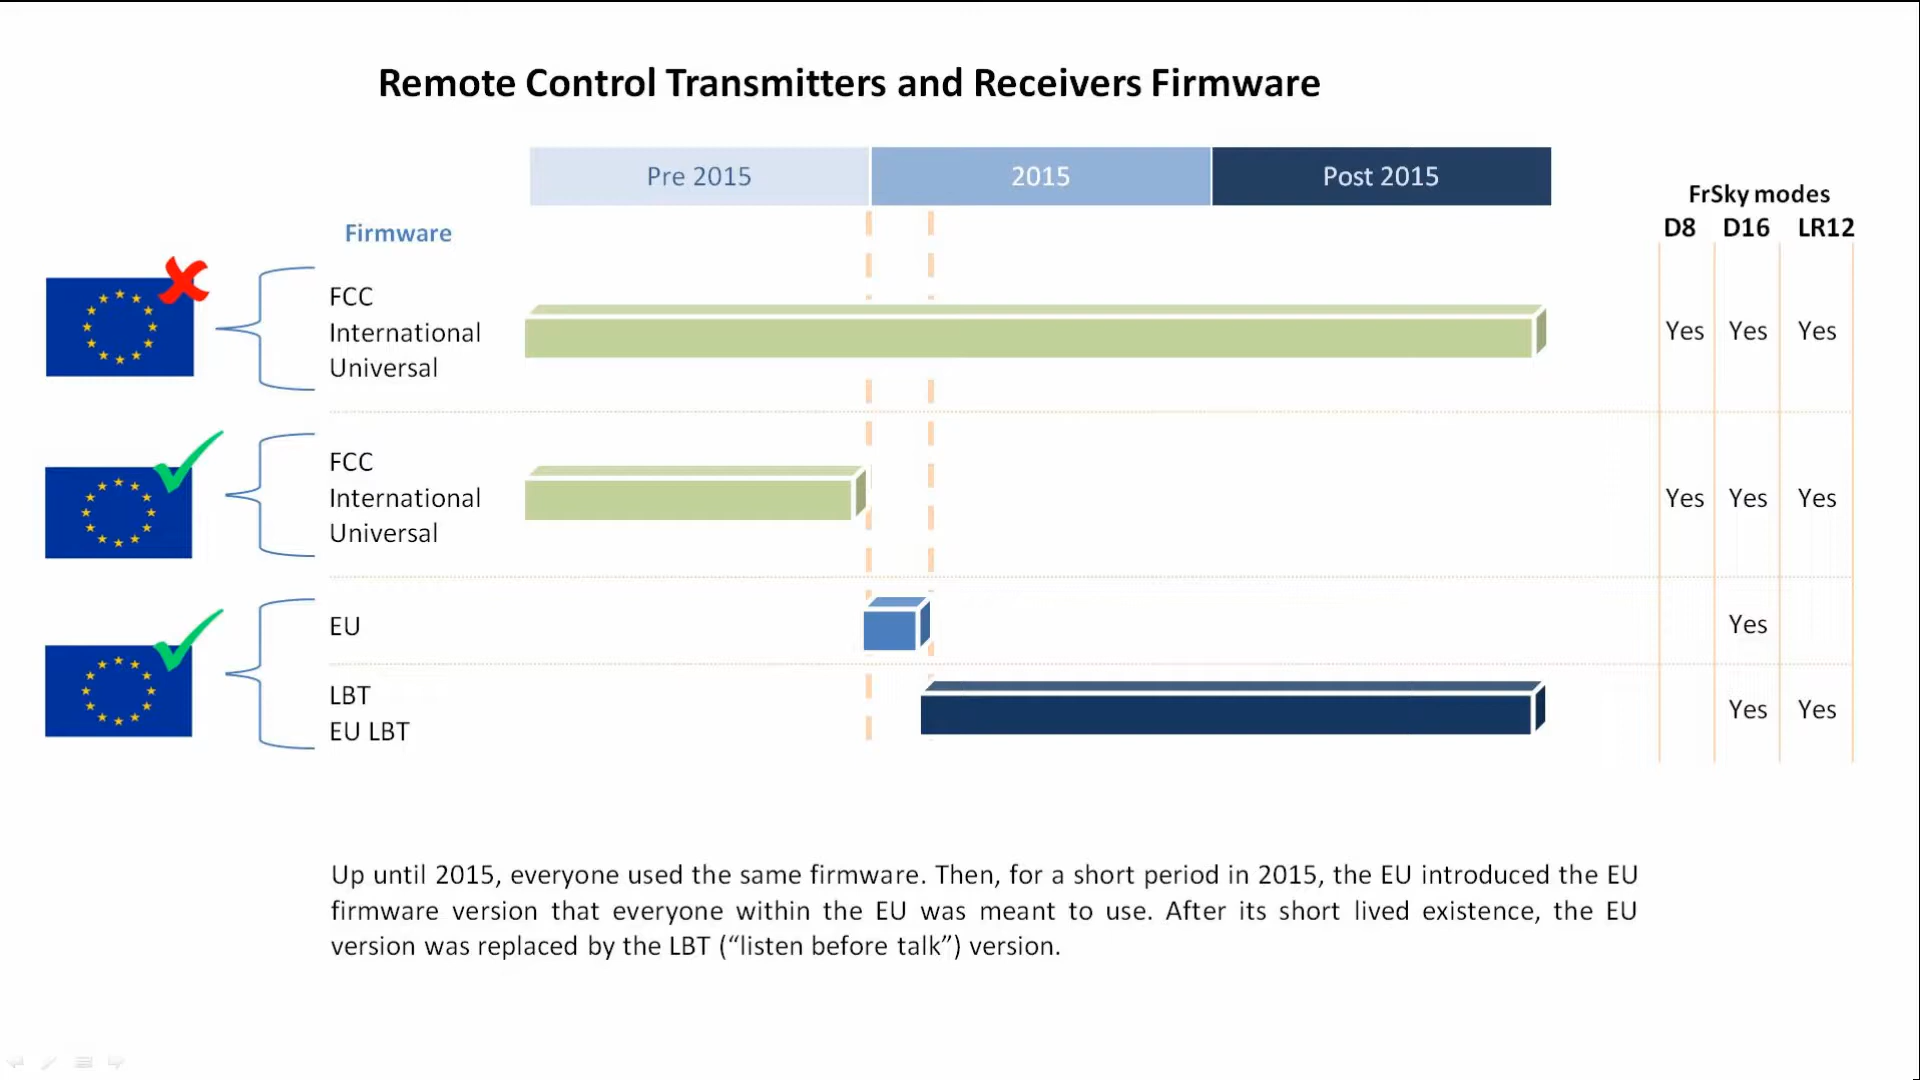 Remote Control Transmitters and Receivers Firmware
Pre 2015
2015
Post 2015
FrSky modes
D8 D16 LR12
Firmware
FCC
International
Universal
Yes Yes Yes
FCC
International
Universal
Yes Yes Yes
EU
Yes
LBT
EU LBT
Yes Yes
Up until 2015, everyone used the same firmware. Then, for a short period in 2015, the EU introduced the EU
firmware version that everyone within the EU was meant to use. After its short lived existence, the EU
version was replaced by the LBT (“listen before talk”) version.